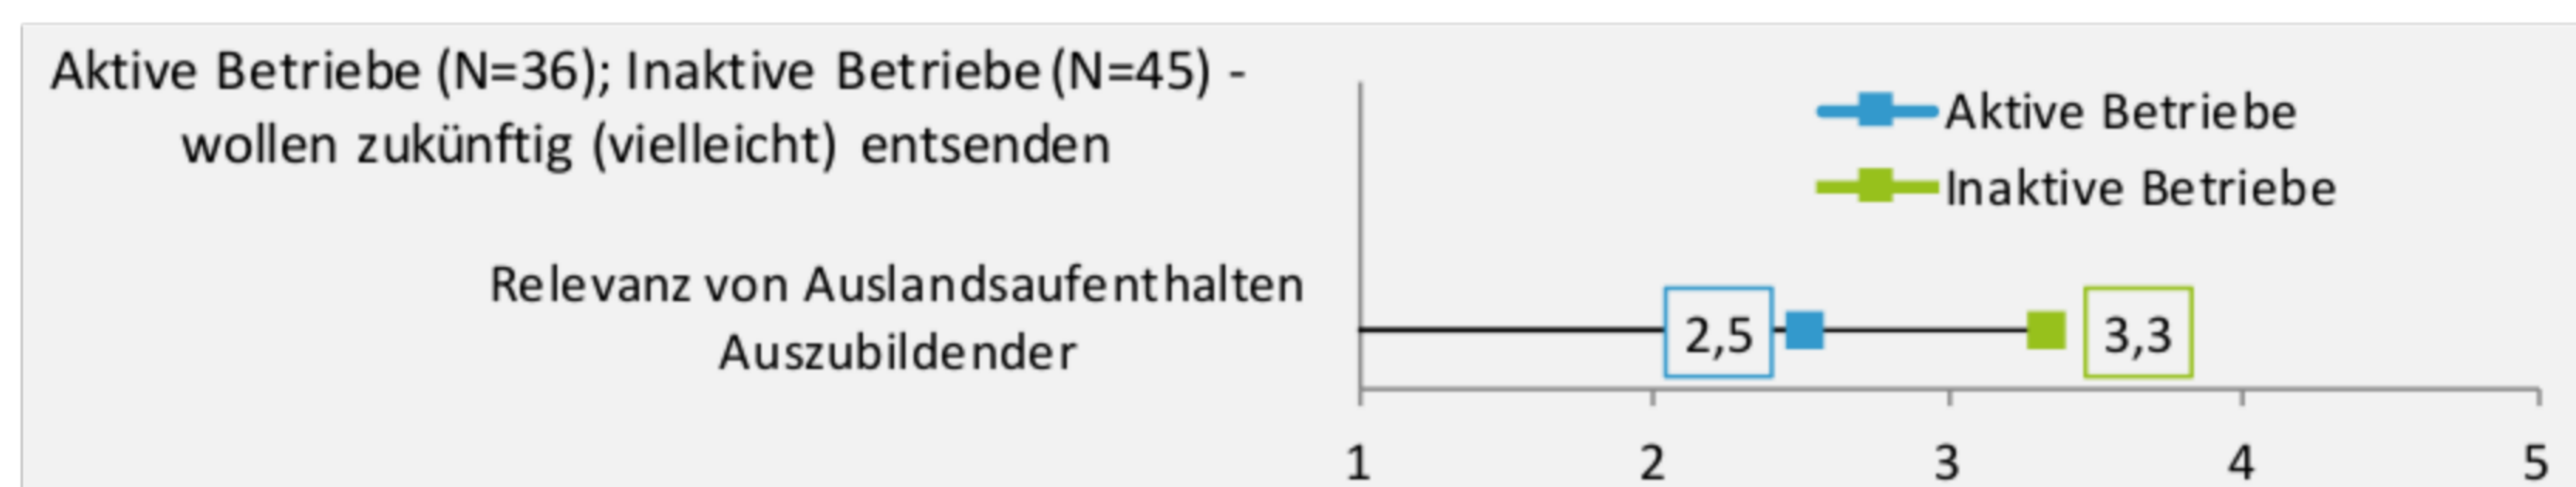 Aktive Betriebe (N=36); Inaktive Betriebe (N=45) -
wollen zukünftig (vielleicht) entsenden
Aktive Betriebe
Inaktive Betriebe
Relevanz von Auslandsaufenthalten
Auszubildender
2,5
3,3
1 2 3 4 5